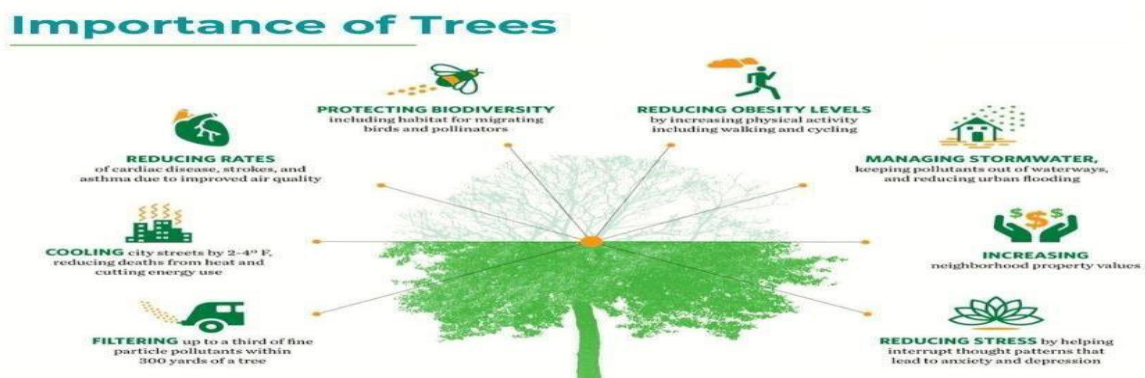 Importance of Trees
PROTECTING BIODIVERSITY
including habitat for migrating
birds and pollinators
REDUCING OBESITY LEVELS
by increasing physical activity
including walking and cycling
REDUCING RATES
of cardiac disease, strokes, and
asthma due to improved air quality
MANAGING STORMWATER,
keeping pollutants out of waterways,
and reducing urban flooding
COOLING city streets by 2-4° F,
reducing deaths from heat and
cutting energy use
$ $ $
INCREASING
neighborhood property values
FILTERING up to a third of fine
particle pollutants within
300 yards of a tree
REDUCING STRESS by helping
interrupt thought patterns that
lead to anxiety and depression